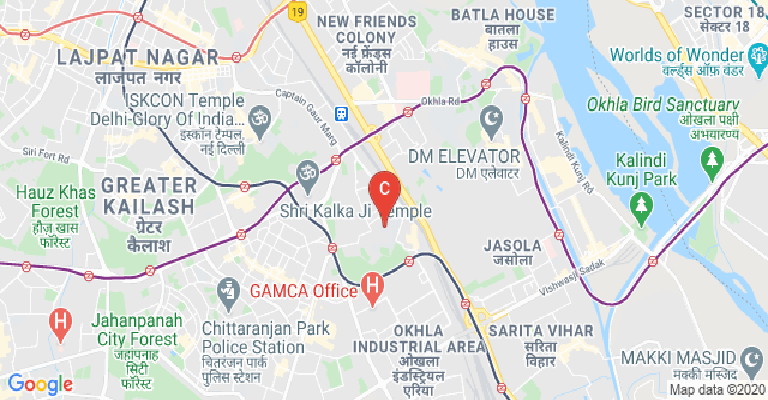 19
NEW FRIENDS
COLONY
नई फ्रेंड्स
कॉलोनी
BATLA HOUSE
बातला
हाउस
SECTOR 18
सेक्टर 18
LAJPAT NAGAR
लाजपत नगर
Worlds of Wonder
वर्ल्ड्स ऑफ़ वंडर
ISKCON Temple
Delhi-Glory Of India...
इस्कॉन टैम्पल,
नई दिल्ली
Captain Gaur Marg
Okhla Rd
Okhla Bird Sanctuary
ओखला पक्षी
अभयारण्य
Siri Fort Rd
DM ELEVATOR
DM एलेवाटर
Kalindi Kunj Rd
Kalindi
Kunj Park
Hauz Khas
Forest
हौज़ खास
फॉरेस्ट
GREATER
KAILASH
ग्रेटर
कैलाश
C
Shri Kalka Ji Temple
JASOLA
जसोला
Vishwasji Sadak
GAMCA Office
H
H
Jahanpanah
City Forest
जहाँपनाह
सिटी
फॉरेस्ट
Chittaranjan Park
Police Station
चितरंजन पार्क
पुलिस स्टेशन
OKHLA
INDUSTRIAL AREA
ओखला
इंडस्ट्रियल
एरिया
SARITA VIHAR
सरिता
विहार
MAKKI MASJID
मक्की मस्जिद
Google
Map data ©2020